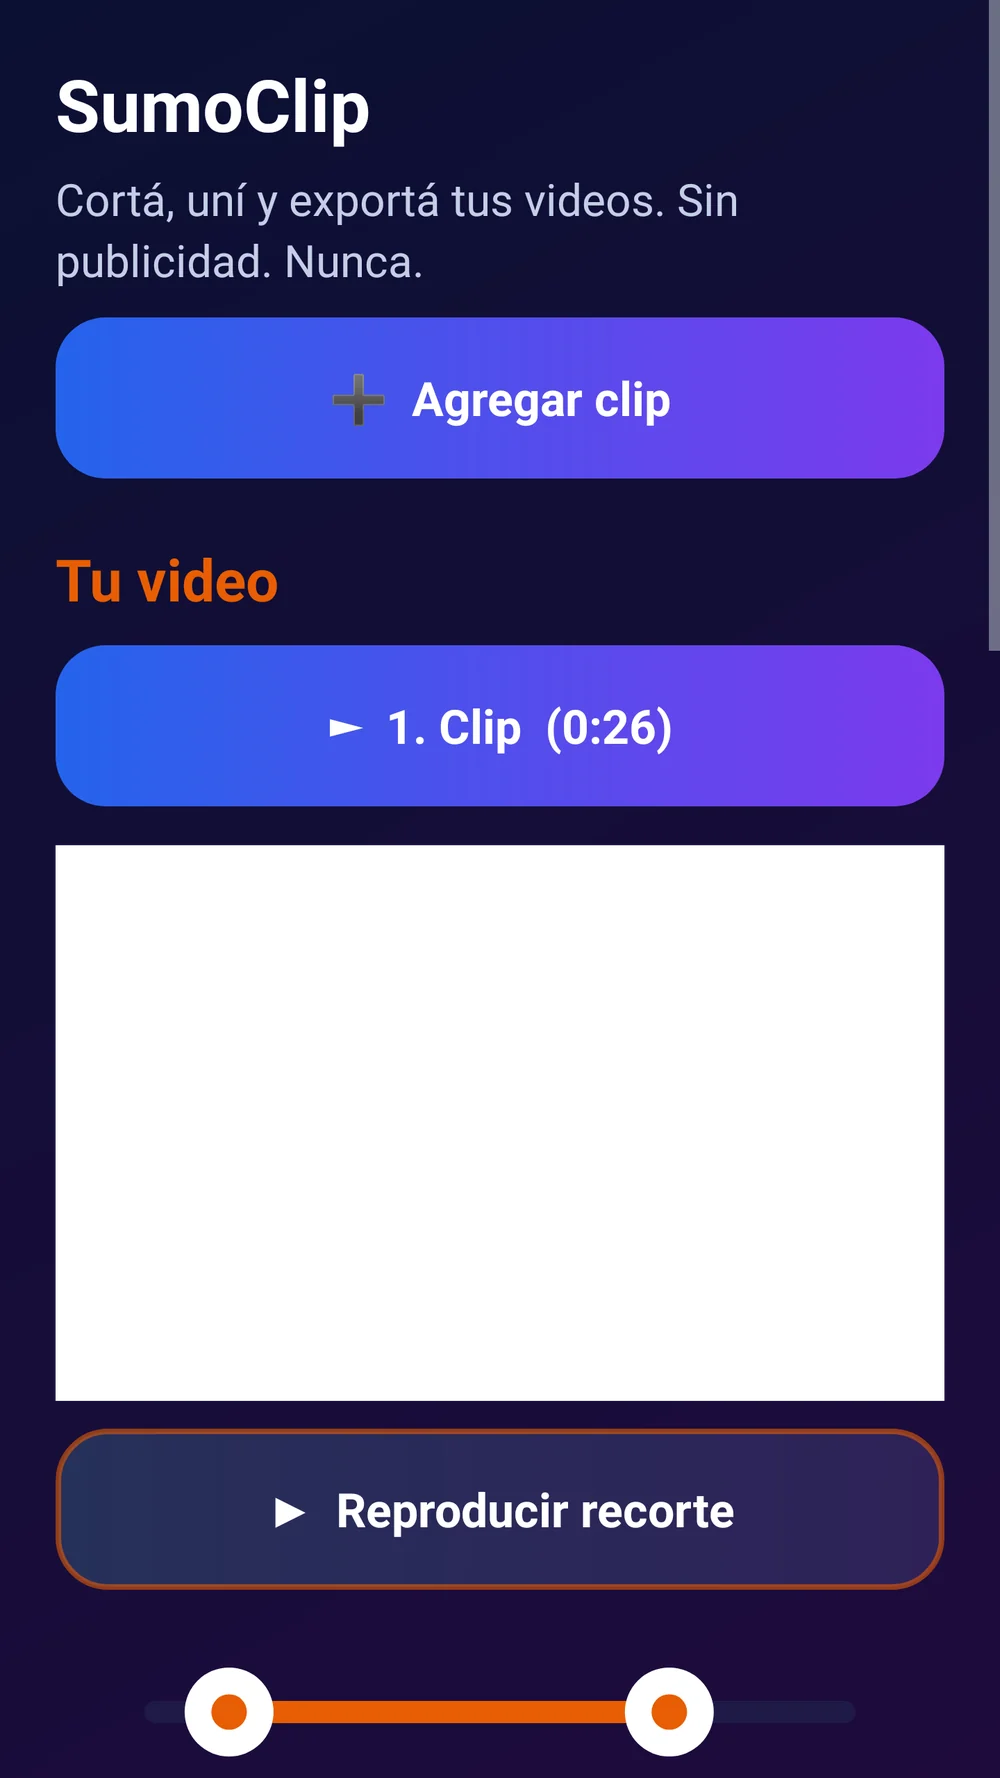 SumoClip
Cortá, uní y exportá tus videos. Sin
publicidad. Nunca.
➕ Agregar clip
Tu video
► 1. Clip (0:26)
▶ Reproducir recorte